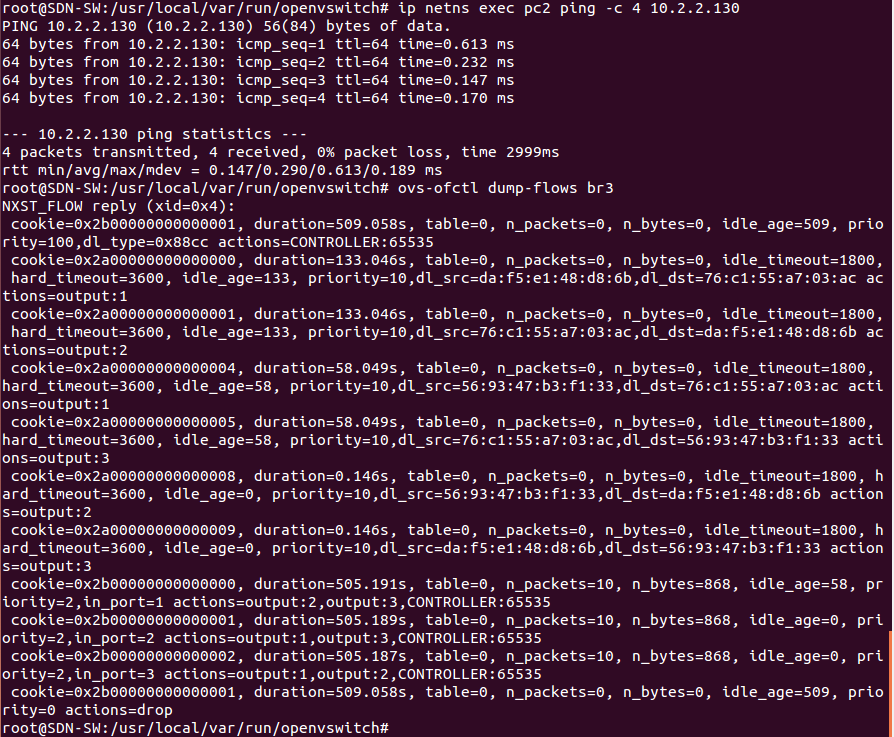 root@SDN-SW:/usr/local/var/run/openvswitch# ip netns exec pc2 ping -c 4 10.2.2.130
PING 10.2.2.130 (10.2.2.130) 56(84) bytes of data.
64 bytes from 10.2.2.130: icmp_seq=1 ttl=64 time=0.613 ms
64 bytes from 10.2.2.130: icmp_seq=2 ttl=64 time=0.232 ms
64 bytes from 10.2.2.130: icmp_seq=3 ttl=64 time=0.147 ms
64 bytes from 10.2.2.130: icmp_seq=4 ttl=64 time=0.170 ms

--- 10.2.2.130 ping statistics ---
4 packets transmitted, 4 received, 0% packet loss, time 2999ms
rtt min/avg/max/mdev = 0.147/0.290/0.613/0.189 ms
root@SDN-SW:/usr/local/var/run/openvswitch# ovs-ofctl dump-flows br3
NXST_FLOW reply (xid=0x4):
 cookie=0x2b00000000000001, duration=509.058s, table=0, n_packets=0, n_bytes=0, idle_age=509, prio
rity=100,dl_type=0x88cc actions=CONTROLLER:65535
 cookie=0x2a00000000000000, duration=133.046s, table=0, n_packets=0, n_bytes=0, idle_timeout=1800,
 hard_timeout=3600, idle_age=133, priority=10,dl_src=da:f5:e1:48:d8:6b,dl_dst=76:c1:55:a7:03:ac ac
tions=output:1
 cookie=0x2a00000000000001, duration=133.046s, table=0, n_packets=0, n_bytes=0, idle_timeout=1800,
 hard_timeout=3600, idle_age=133, priority=10,dl_src=76:c1:55:a7:03:ac,dl_dst=da:f5:e1:48:d8:6b ac
tions=output:2
 cookie=0x2a00000000000004, duration=58.049s, table=0, n_packets=0, n_bytes=0, idle_timeout=1800,
hard_timeout=3600, idle_age=58, priority=10,dl_src=56:93:47:b3:f1:33,dl_dst=76:c1:55:a7:03:ac acti
ons=output:1
 cookie=0x2a00000000000005, duration=58.049s, table=0, n_packets=0, n_bytes=0, idle_timeout=1800,
hard_timeout=3600, idle_age=58, priority=10,dl_src=76:c1:55:a7:03:ac,dl_dst=56:93:47:b3:f1:33 acti
ons=output:3
 cookie=0x2a00000000000008, duration=0.146s, table=0, n_packets=0, n_bytes=0, idle_timeout=1800, h
ard_timeout=3600, idle_age=0, priority=10,dl_src=56:93:47:b3:f1:33,dl_dst=da:f5:e1:48:d8:6b action
s=output:2
 cookie=0x2a00000000000009, duration=0.146s, table=0, n_packets=0, n_bytes=0, idle_timeout=1800, h
ard_timeout=3600, idle_age=0, priority=10,dl_src=da:f5:e1:48:d8:6b,dl_dst=56:93:47:b3:f1:33 action
s=output:3
 cookie=0x2b00000000000000, duration=505.191s, table=0, n_packets=10, n_bytes=868, idle_age=58, pr
iority=2,in_port=1 actions=output:2,output:3,CONTROLLER:65535
 cookie=0x2b00000000000001, duration=505.189s, table=0, n_packets=10, n_bytes=868, idle_age=0, pri
ority=2,in_port=2 actions=output:1,output:3,CONTROLLER:65535
 cookie=0x2b00000000000002, duration=505.187s, table=0, n_packets=10, n_bytes=868, idle_age=0, pri
ority=2,in_port=3 actions=output:1,output:2,CONTROLLER:65535
 cookie=0x2b00000000000001, duration=509.058s, table=0, n_packets=0, n_bytes=0, idle_age=509, prio
rity=0 actions=drop
root@SDN-SW:/usr/local/var/run/openvswitch#